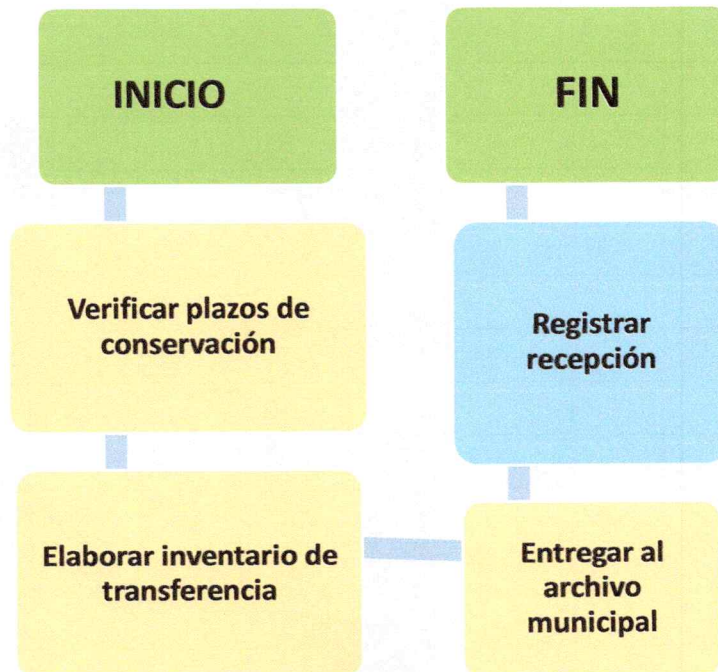 INICIO
Verificar plazos de
conservación
Elaborar inventario de
transferencia
Entregar al
archivo
municipal
Registrar
recepción
FIN